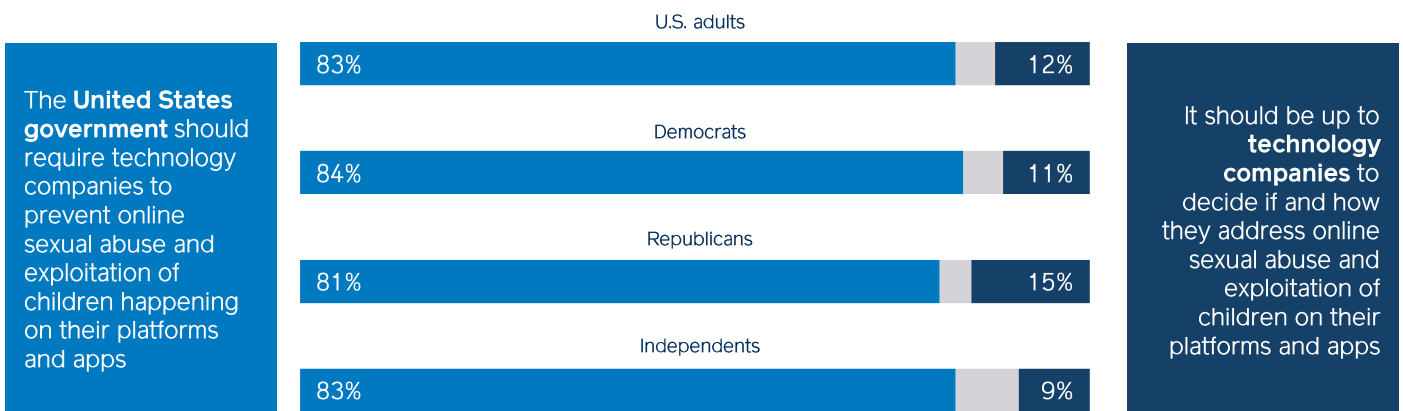 The United States
government should
require technology
companies to
prevent online
sexual abuse and
exploitation of
children happening
on their platforms
and apps
U.S. adults
83% 12%
Democrats
84% 11%
Republicans
81% 15%
Independents
83% 9%
It should be up to
technology
companies to
decide if and how
they address online
sexual abuse and
exploitation of
children on their
platforms and apps